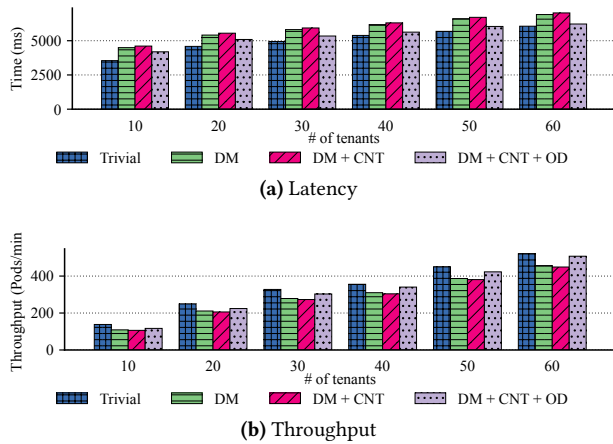 Time (ms)
5000
2500
0
10 20 30 40 50 60
# of tenants
Trivial DM DM + CNT DM + CNT + OD
(a) Latency
Throughput (Pods/min
400
200
0
10 20 30 40 50 60
# of tenants
Trivial DM DM + CNT DM + CNT + OD
(b) Throughput